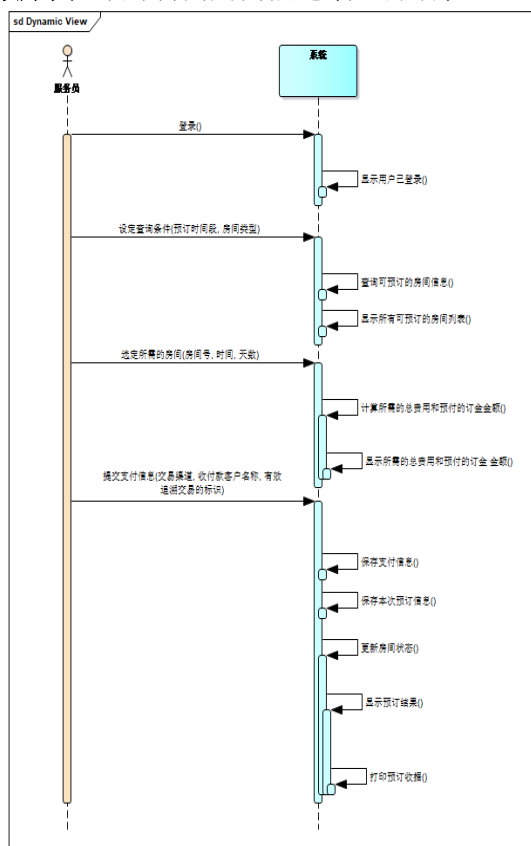 sd Dynamic View
服务员
系统
登录()
显示用户已登录()
设定查询条件(预订时间段, 房间类型)
查询可预订的房间信息()
显示所有可预订的房间列表()
选定所需的房间(房间号, 时间, 天数)
计算所需的总费用和预付的订金金额()
显示所需的总费用和预付的订金 金额()
提交支付信息(交易渠道, 收付款客户名称, 有效
追溯交易的标识)
保存支付信息()
保存本次预订信息()
更新房间状态()
显示预订结果()
打印预订收据()